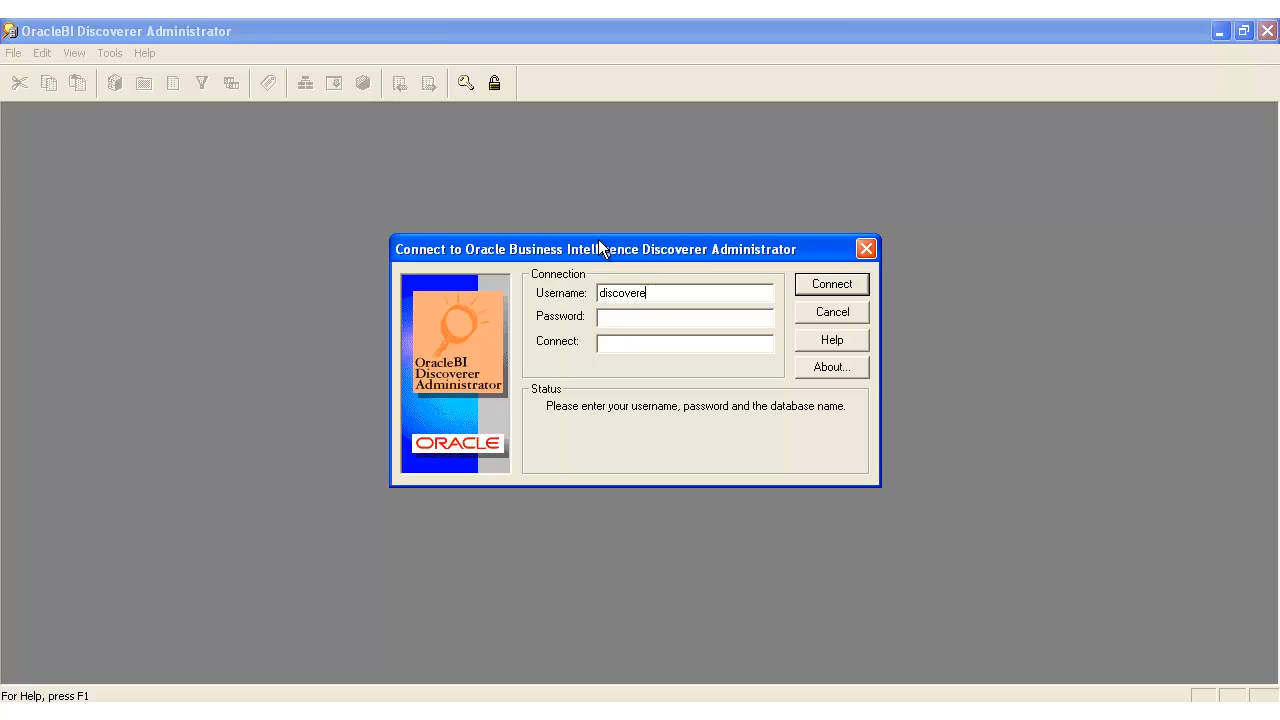 OracleBI Discoverer Administrator
File Edit View Tools Help
Connect to Oracle Business Intelligence Discoverer Administrator
OracleBI
Discoverer
Administrator
ORACLE
Connection
Username: discovere
Password:
Connect:
Connect
Cancel
Help
About...
Status
Please enter your username, password and the database name.
For Help, press F1